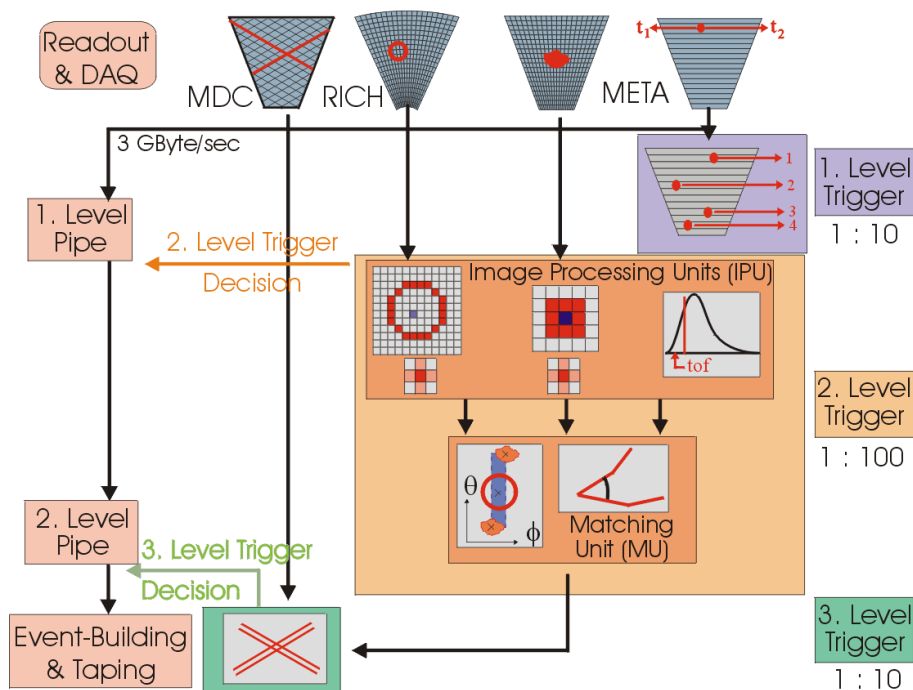 Readout
& DAQ
MDC
RICH
META
t1
t2
3 GByte/sec
1
2
3
4
1. Level
Trigger
1 : 10
1. Level
Pipe
2. Level Trigger
Decision
Image Processing Units (IPU)
tof
2. Level
Trigger
1 : 100
θ
ϕ
Matching
Unit (MU)
2. Level
Pipe
3. Level Trigger
Decision
Event-Building
& Taping
3. Level
Trigger
1 : 10